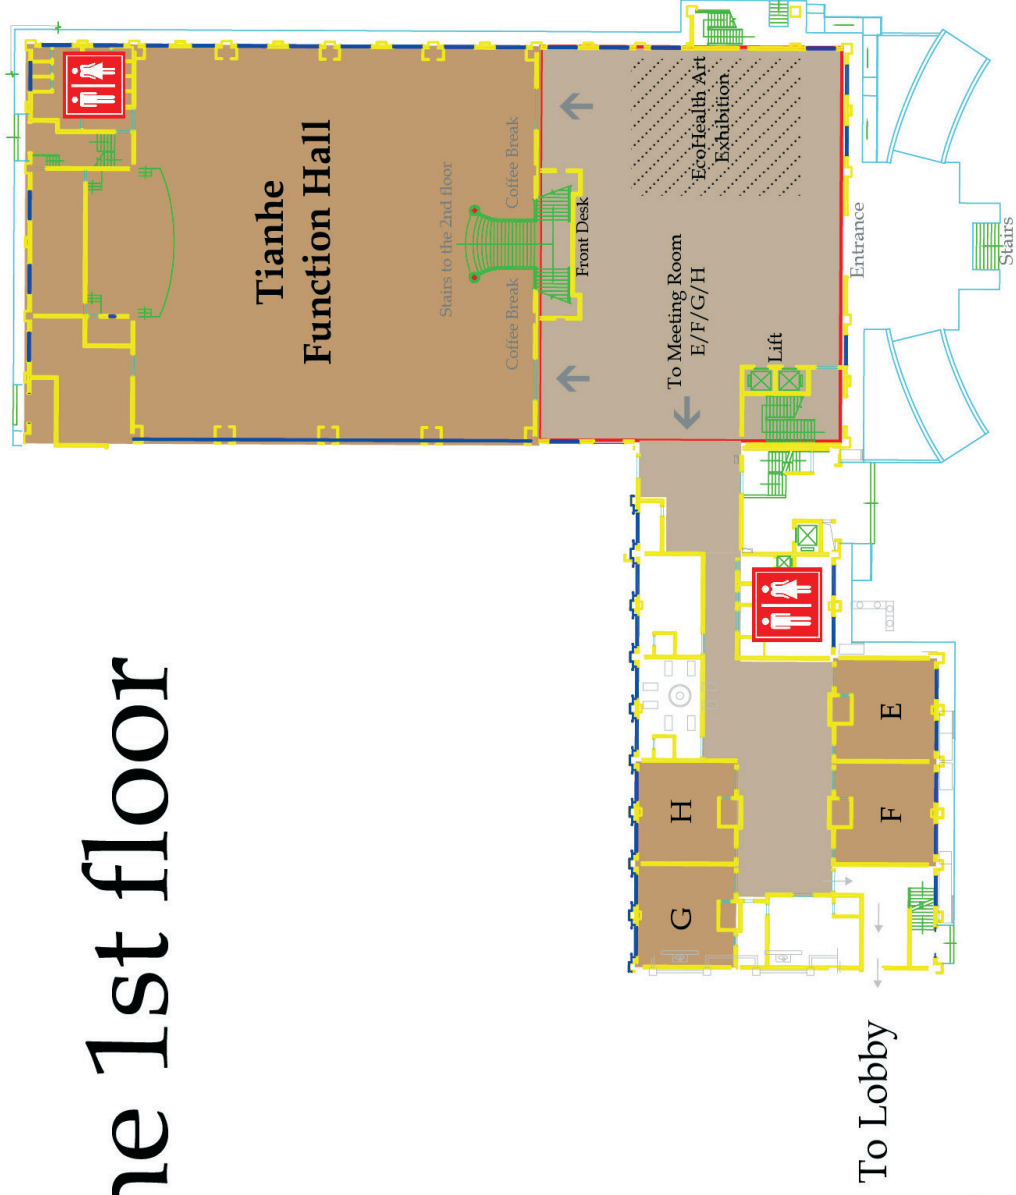 he 1st floor
Tianhe
Function Hall
Stairs to the 2nd floor
Coffee Break
Coffee Break
Front Desk
EcoHealth Art
Exhibition
To Meeting Room
E/F/G/H
Lift
Entrance
Stairs
G
H
F
E
To Lobby